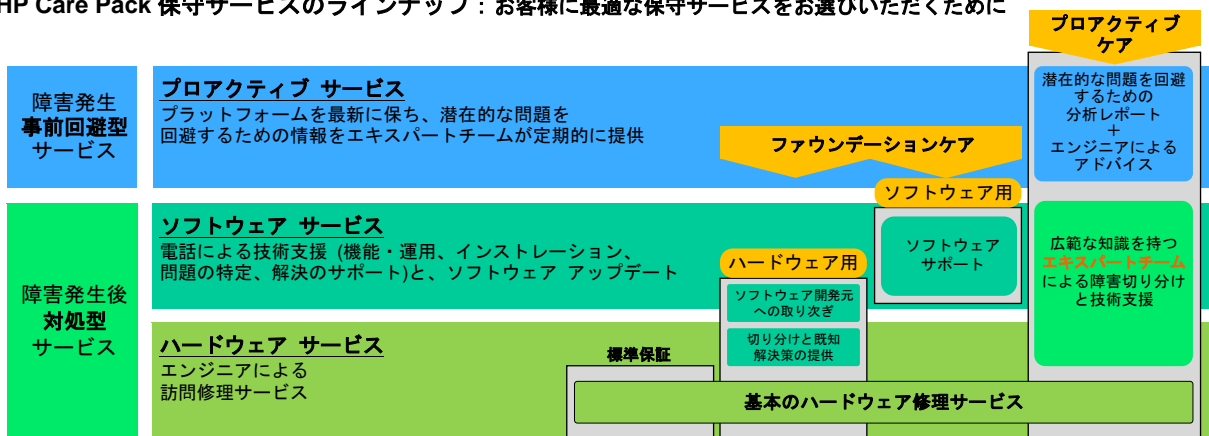 HP Care Pack 保守サービスのラインナップ：お客様に最適な保守サービスをお選びいただくために
プロアクティブ
ケア
障害発生
事前回避型
サービス
プロアクティブ サービス
プラットフォームを最新に保ち、潜在的な問題を
回避するための情報をエキスパートチームが定期的に提供
潜在的な問題を回避
するための
分析レポート
＋
エンジニアによる
アドバイス
ファウンデーションケア
ソフトウェア用
ハードウェア用
障害発生後
対処型
サービス
ソフトウェア サービス
電話による技術支援 (機能・運用、インストレーション、
問題の特定、解決のサポート)と、ソフトウェア アップデート
ソフトウェア
サポート
広範な知識を持つ
エキスパートチーム
による障害切り分け
と技術支援
ソフトウェア開発元
への取り次ぎ
切り分けと既知
解決策の提供
ハードウェア サービス
エンジニアによる
訪問修理サービス
標準保証
基本のハードウェア修理サービス